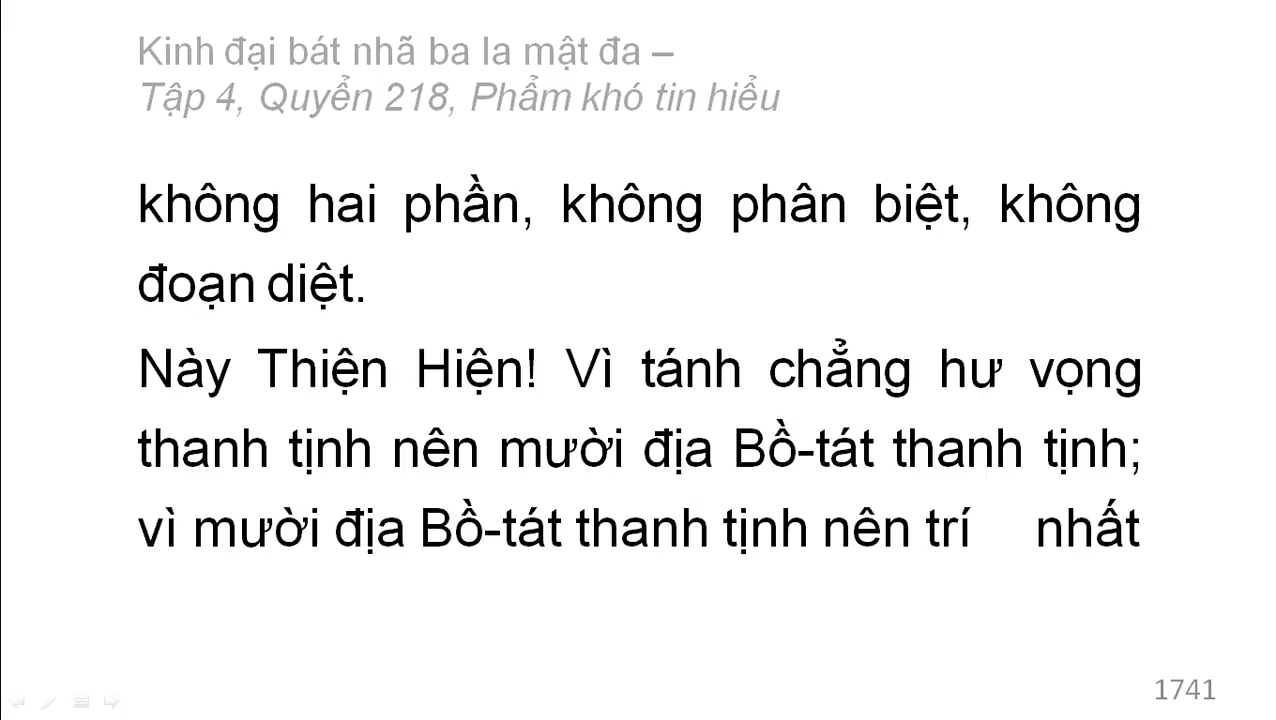 Kinh đại bát nhã ba la mật đa –
Tập 4, Quyển 218, Phẩm khó tin hiểu
không hai phần, không phân biệt, không
đoạn diệt.
Này Thiện Hiện! Vì tánh chẳng hư vọng
thanh tịnh nên mười địa Bồ-tát thanh tịnh;
vì mười địa Bồ-tát thanh tịnh nên trí nhất
1741